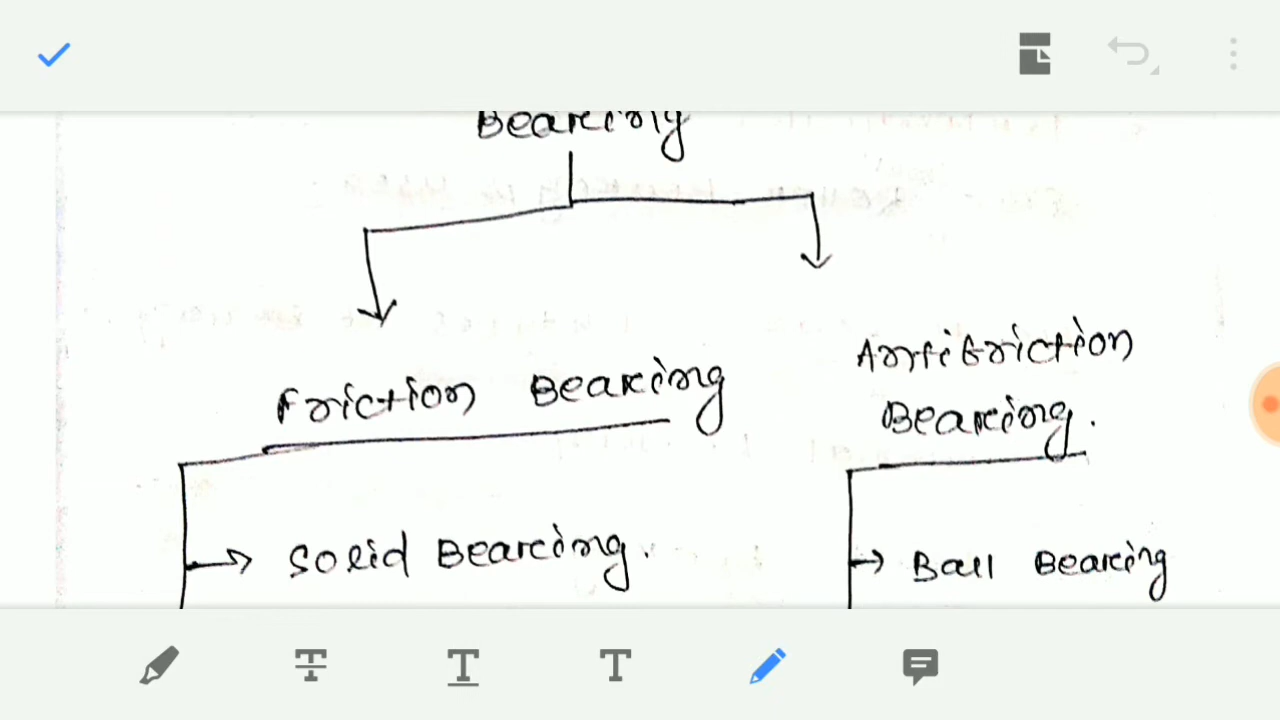 Bearing
Friction Bearing
Antifriction
Bearing.
Solid Bearing.
Ball Bearing
T
T
T